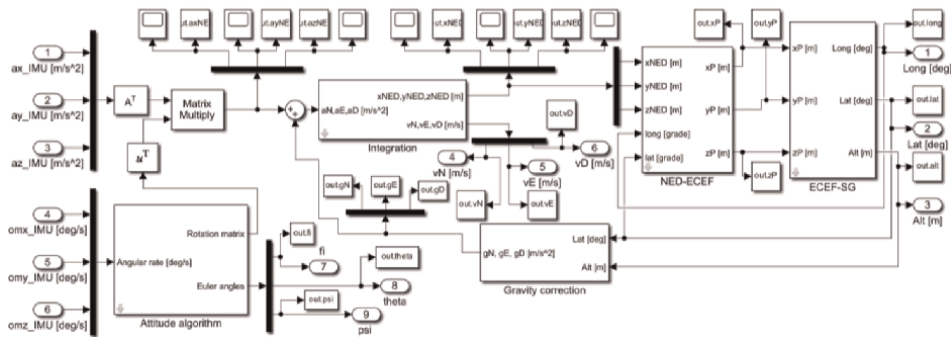 ut.axNED
ut.ayNED
ut.azNED
ut.xNED
ut.yNED
ut.zNED
out.xP
out.yP
out.long
1
ax_IMU [m/s^2]
2
ay_IMU [m/s^2]
3
az_IMU [m/s^2]
A^T
u^T
Matrix
Multiply
+
+
aN,aE,aD [m/s^2]
xNED,yNED,zNED [m]
vN,vE,vD [m/s]
Integration
out.vD
4
vN [m/s]
5
vE [m/s]
6
vD [m/s]
out.vN
out.vE
xNED [m]
yNED [m]
zNED [m]
long [grade]
lat [grade]
xP [m]
yP [m]
zP [m]
NED-ECEF
out.zP
xP [m]
yP [m]
zP [m]
Long [deg]
Lat [deg]
Alt [m]
ECEF-SG
1
Long [deg]
out.lat
2
Lat [deg]
out.alt
3
Alt [m]
out.gN
out.gE
out.gD
gN, gE, gD [m/s^2]
Lat [deg]
Alt [m]
Gravity correction
4
omx_IMU [deg/s]
5
omy_IMU [deg/s]
6
omz_IMU [deg/s]
Angular rate [deg/s]
Rotation matrix
Euler angles
Attitude algorithm
out.fi
fi
7
out.theta
8
theta
out.psi
9
psi